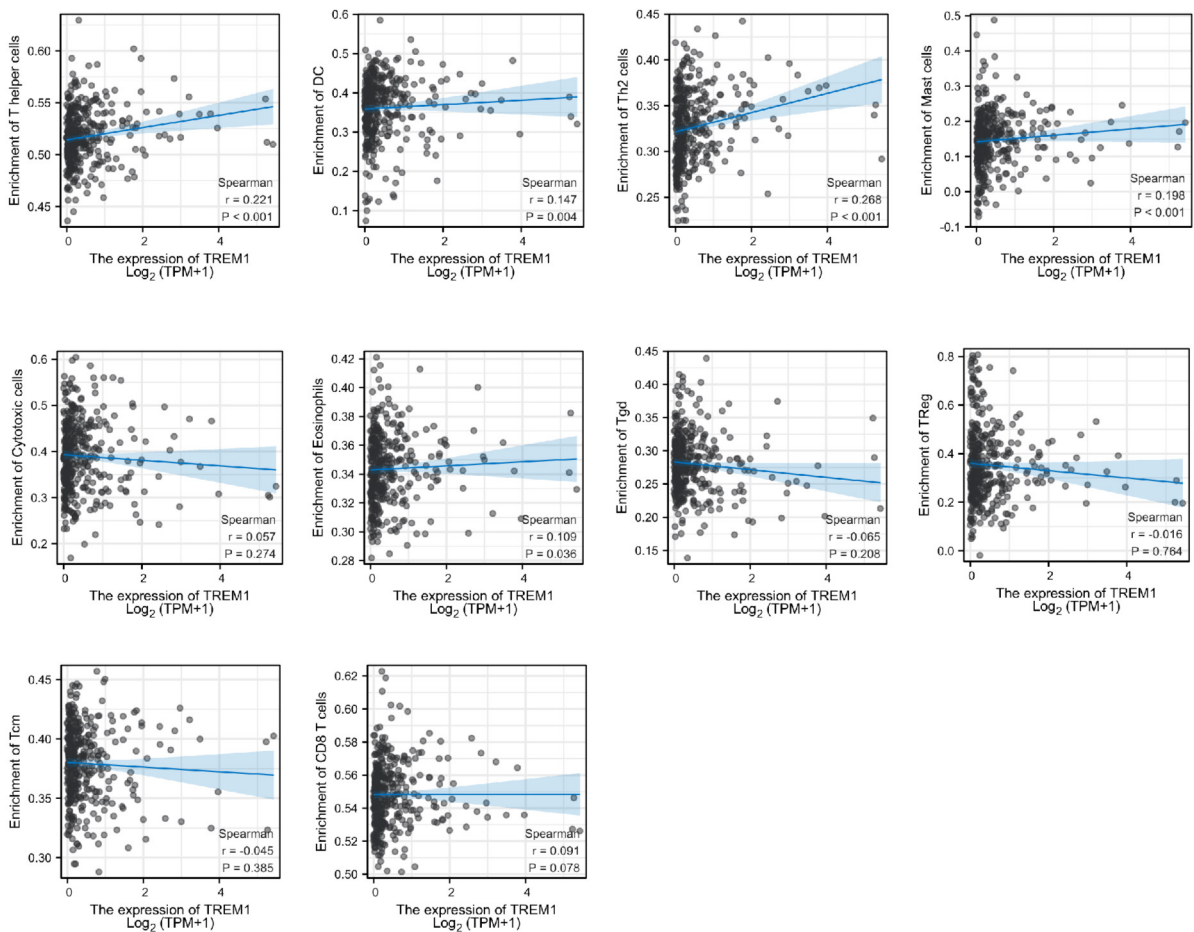 Enrichment of T helper cells
0.60
0.55
0.50
0.45
Spearman
r = 0.221
P < 0.001
0 2 4
The expression of TREM1
Log2 (TPM+1)
Enrichment of DC
0.6
0.5
0.4
0.3
0.2
0.1
Spearman
r = 0.147
P = 0.004
0 2 4
The expression of TREM1
Log2 (TPM+1)
Enrichment of Th2 cells
0.45
0.40
0.35
0.30
0.25
Spearman
r = 0.268
P < 0.001
0 2 4
The expression of TREM1
Log2 (TPM+1)
Enrichment of Mast cells
0.5
0.4
0.3
0.2
0.1
0.0
-0.1
Spearman
r = 0.198
P < 0.001
0 2 4
The expression of TREM1
Log2 (TPM+1)
Enrichment of Cytotoxic cells
0.6
0.5
0.4
0.3
0.2
Spearman
r = 0.057
P = 0.274
0 2 4
The expression of TREM1
Log2 (TPM+1)
Enrichment of Eosinophils
0.42
0.40
0.38
0.36
0.34
0.32
0.30
0.28
Spearman
r = 0.109
P = 0.036
0 2 4
The expression of TREM1
Log2 (TPM+1)
Enrichment of Tgd
0.45
0.40
0.35
0.30
0.25
0.20
0.15
Spearman
r = -0.065
P = 0.208
0 2 4
The expression of TREM1
Log2 (TPM+1)
Enrichment of TReg
0.8
0.6
0.4
0.2
0.0
Spearman
r = -0.016
P = 0.764
0 2 4
The expression of TREM1
Log2 (TPM+1)
Enrichment of Tcm
0.45
0.40
0.35
0.30
Spearman
r = -0.045
P = 0.385
0 2 4
The expression of TREM1
Log2 (TPM+1)
Enrichment of CD8 T cells
0.62
0.60
0.58
0.56
0.54
0.52
0.50
Spearman
r = 0.091
P = 0.078
0 2 4
The expression of TREM1
Log2 (TPM+1)